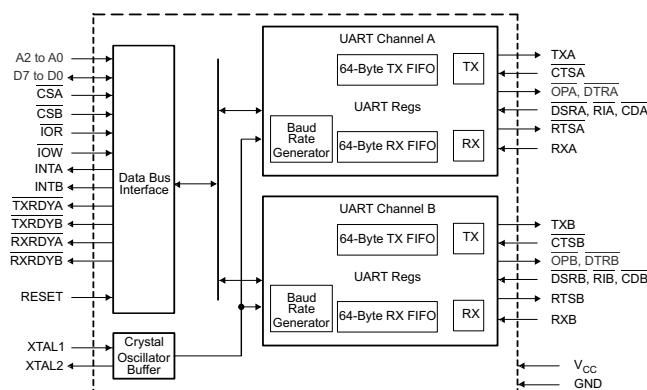 A2 to A0
D7 to D0
CSA
CSB
IOR
IOW
INTA
INTB
TXRDYA
TXRDYB
RXRDYA
RXRDYB
RESET
XTAL1
XTAL2
Data Bus
Interface
Crystal
Oscillator
Buffer
UART Channel A
64-Byte TX FIFO
TX
UART Regs
Baud
Rate
Generator
64-Byte RX FIFO
RX
UART Channel B
64-Byte TX FIFO
TX
UART Regs
Baud
Rate
Generator
64-Byte RX FIFO
RX
TXA
CTSA
OPA, DTRA
DSRA, RIA, CDA
RTSA
RXA
TXB
CTSB
OPB, DTRB
DSRB, RIB, CDB
RTSB
RXB
VCC
GND